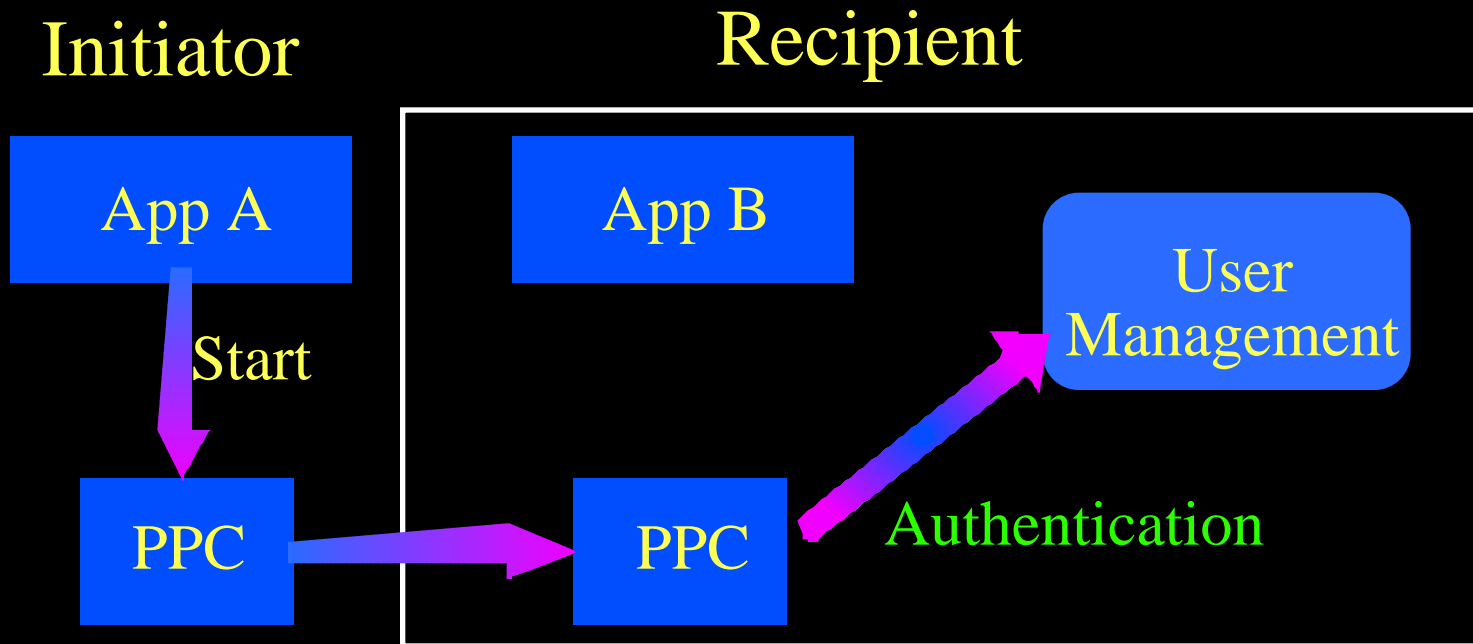 Initiator
Recipient
App A
App B
User
Management
Start
PPC
PPC
Authentication